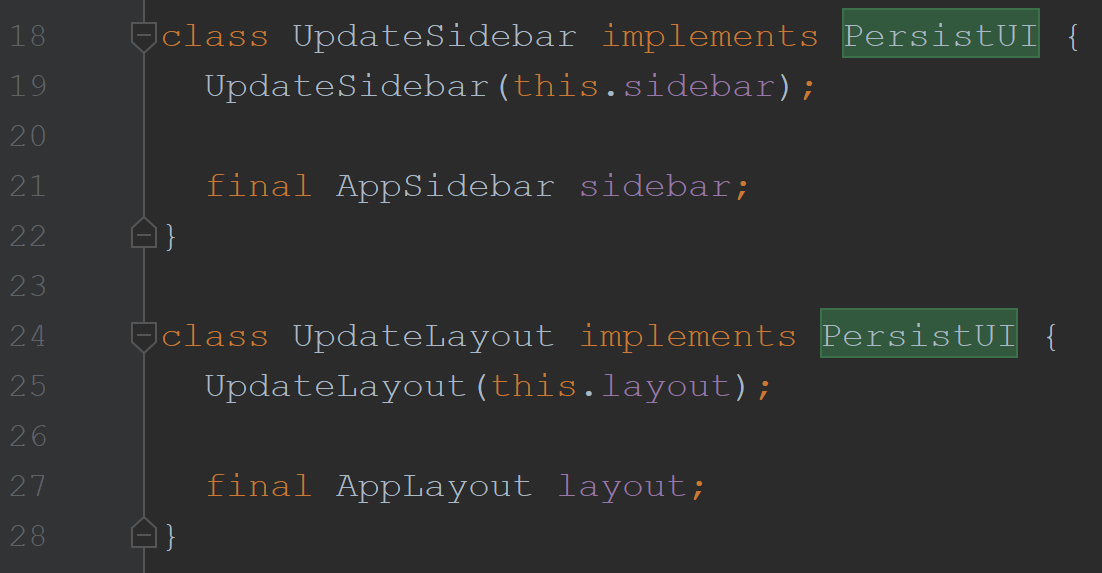 18 class UpdateSidebar implements PersistUI {
19 UpdateSidebar(this.sidebar);
20
21 final AppSidebar sidebar;
22 }
23
24 class UpdateLayout implements PersistUI {
25 UpdateLayout(this.layout);
26
27 final AppLayout layout;
28 }